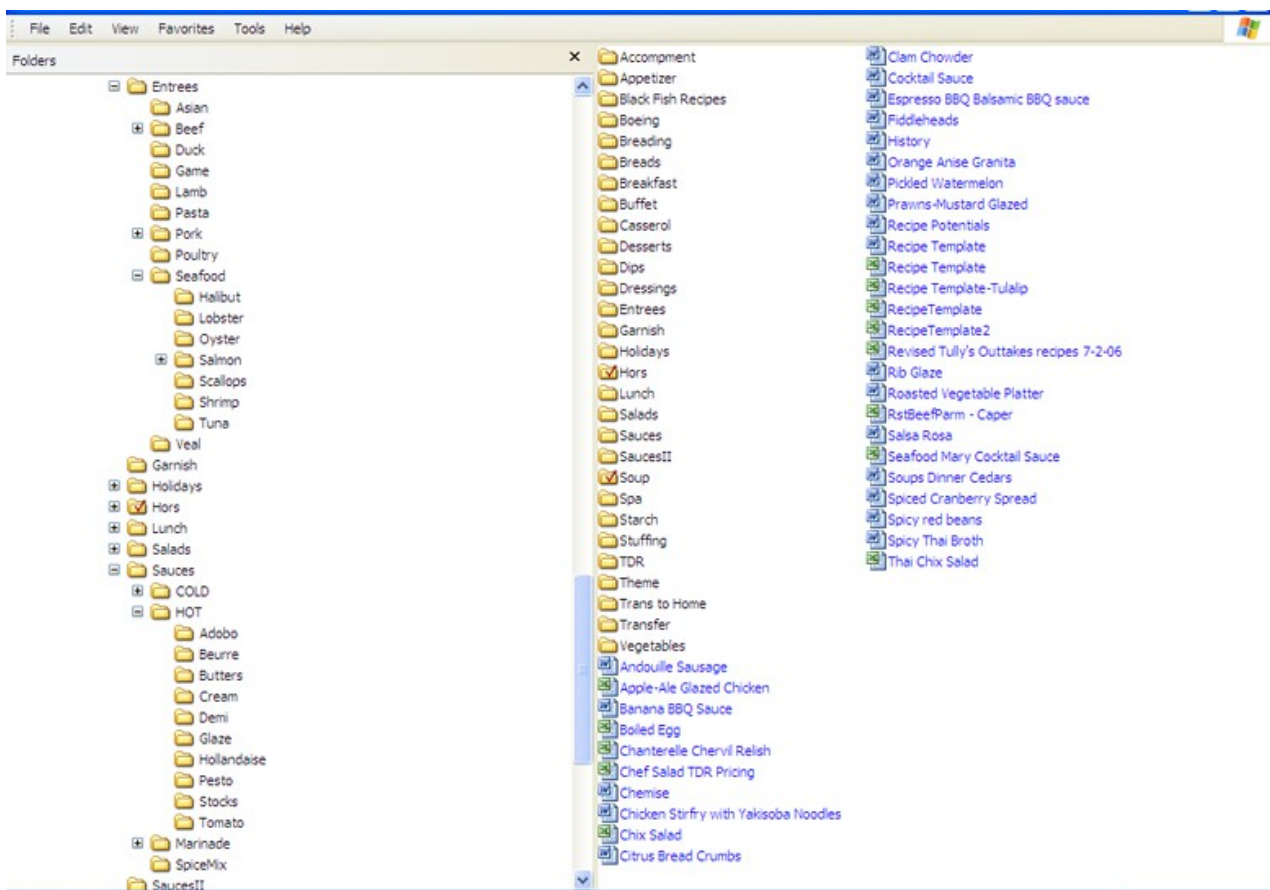 File Edit View Favorites Tools Help
Folders
Entrees
Asian
Beef
Duck
Game
Lamb
Pasta
Pork
Poultry
Seafood
Halibut
Lobster
Oyster
Salmon
Scallops
Shrimp
Tuna
Veal
Garnish
Holidays
Hors
Lunch
Salads
Sauces
COLD
HOT
Adobo
Beurre
Butters
Cream
Demi
Glaze
Hollandaise
Pesto
Stocks
Tomato
Marinade
SpiceMix
SaucesII
Accompment
Appetizer
Black Fish Recipes
Boeing
Breading
Breads
Breakfast
Buffet
Casserol
Desserts
Dips
Dressings
Entrees
Garnish
Holidays
Hors
Lunch
Salads
Sauces
SaucesII
Soup
Spa
Starch
Stuffing
TDR
Theme
Trans to Home
Transfer
Vegetables
Andouille Sausage
Apple-Ale Glazed Chicken
Banana BBQ Sauce
Boiled Egg
Chanterelle Chervil Relish
Chef Salad TDR Pricing
Chemise
Chicken Stirfry with Yakisoba Noodles
Chix Salad
Citrus Bread Crumbs
Clam Chowder
Cocktail Sauce
Espresso BBQ Balsamic BBQ sauce
Fiddleheads
History
Orange Anise Granita
Pickled Watermelon
Prawns-Mustard Glazed
Recipe Potentials
Recipe Template
Recipe Template
Recipe Template-Tulalip
RecipeTemplate
RecipeTemplate2
Revised Tully's Outtakes recipes 7-2-06
Rib Glaze
Roasted Vegetable Platter
RstBeefParm - Caper
Salsa Rosa
Seafood Mary Cocktail Sauce
Soups Dinner Cedars
Spiced Cranberry Spread
Spicy red beans
Spicy Thai Broth
Thai Chix Salad